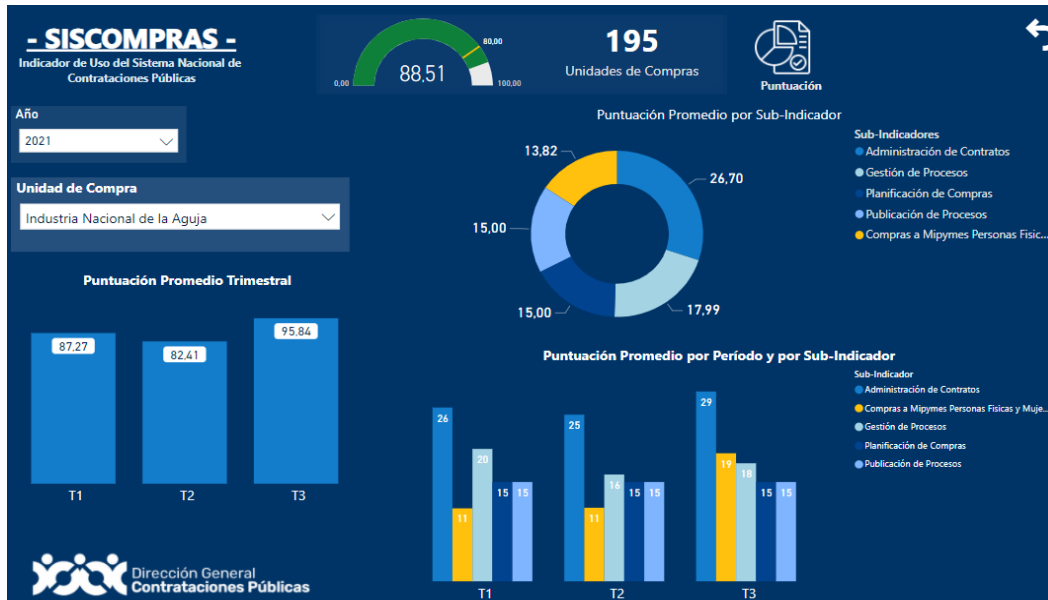 - SISCOMPRAS -
Indicador de Uso del Sistema Nacional de
Contrataciones Públicas
0,00
88,51
80,00
100,00
195
Unidades de Compras
Puntuación
Año
2021
Unidad de Compra
Industria Nacional de la Aguja
Puntuación Promedio por Sub-Indicador
13,82
26,70
15,00
15,00
17,99
Sub-Indicadores
Administración de Contratos
Gestión de Procesos
Planificación de Compras
Publicación de Procesos
Compras a Mipymes Personas Fisic...
Puntuación Promedio Trimestral
87,27
82,41
95,84
T1 T2 T3
Puntuación Promedio por Período y por Sub-Indicador
26 11 20 15 15
25 11 16 15 15
29 19 18 15 15
T1 T2 T3
Sub-Indicador
Administración de Contratos
Compras a Mipymes Personas Fisicas y Muje...
Gestión de Procesos
Planificación de Compras
Publicación de Procesos
Dirección General
Contrataciones Públicas